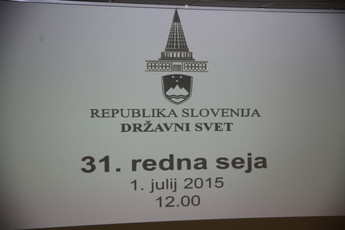 REPUBLIKA SLOVENIJA
DRŽAVNI SVET
31. redna seja
1. julij 2015
12.00